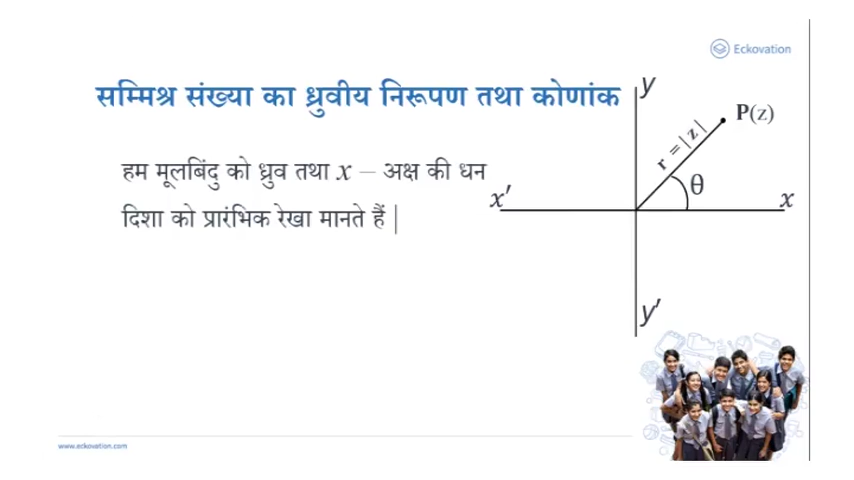 Eckovation
सम्मिश्र संख्या का ध्रुवीय निरूपण तथा कोणांक
हम मूलबिंदु को ध्रुव तथा x – अक्ष की धन
दिशा को प्रारंभिक रेखा मानते हैं |
y
P(z)
r = | z |
θ
x'
x
y'
www.eckovation.com